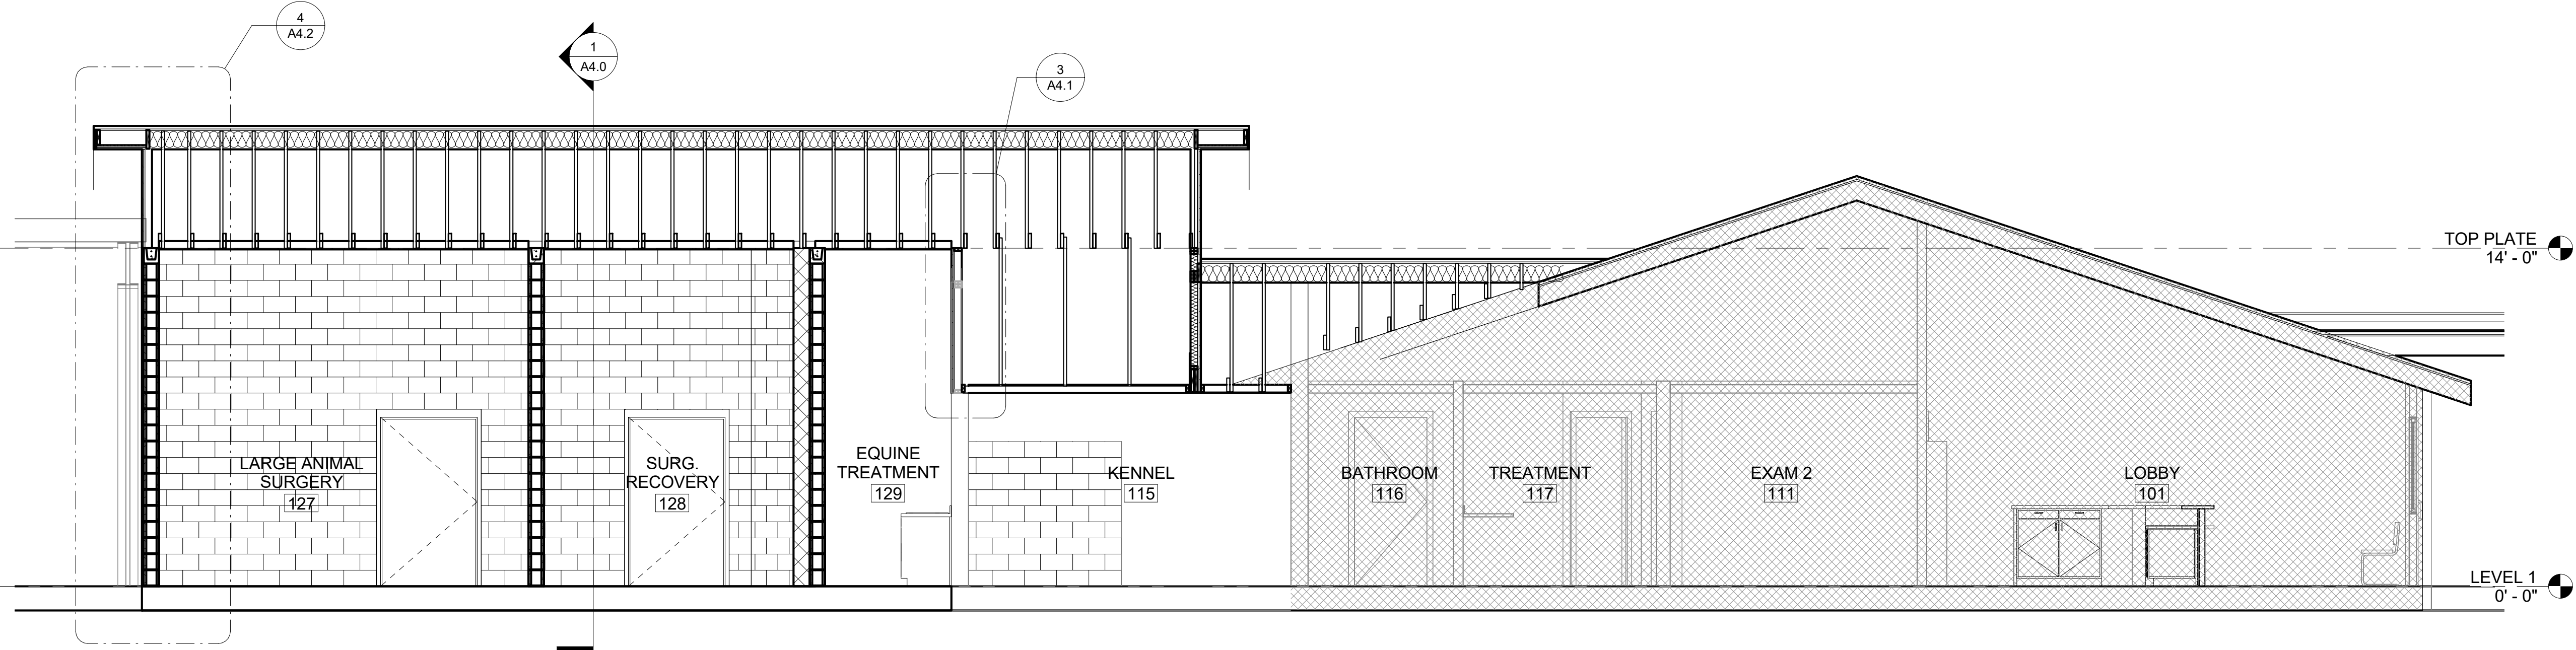 4
A4.2
1
A4.0
3
A4.1
TOP PLATE
14' - 0"
LARGE ANIMAL
SURGERY
127
SURG.
RECOVERY
128
EQUINE
TREATMENT
129
KENNEL
115
BATHROOM
116
TREATMENT
117
EXAM 2
111
LOBBY
101
LEVEL 1
0' - 0"